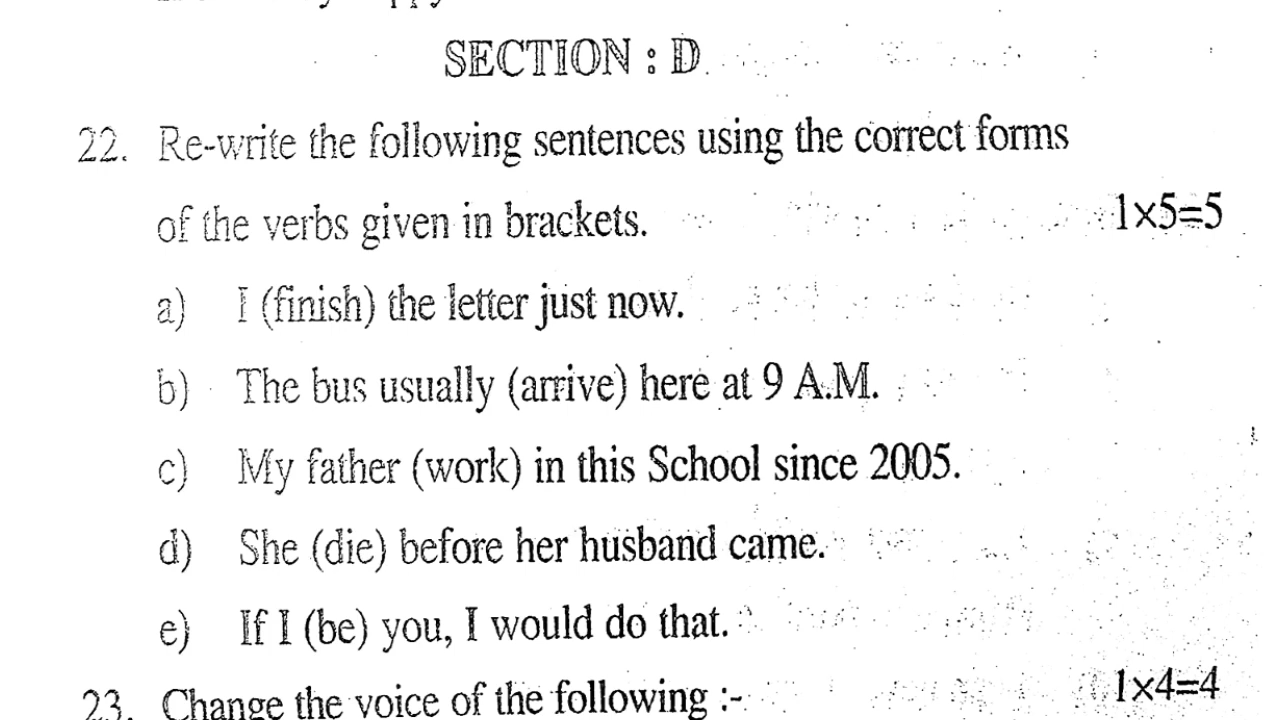 SECTION : D
22. Re-write the following sentences using the correct forms
of the verbs given in brackets. 1×5=5
a) I (finish) the letter just now.
b) The bus usually (arrive) here at 9 A.M.
c) My father (work) in this School since 2005.
d) She (die) before her husband came.
e) If I (be) you, I would do that.
23. Change the voice of the following :- 1×4=4